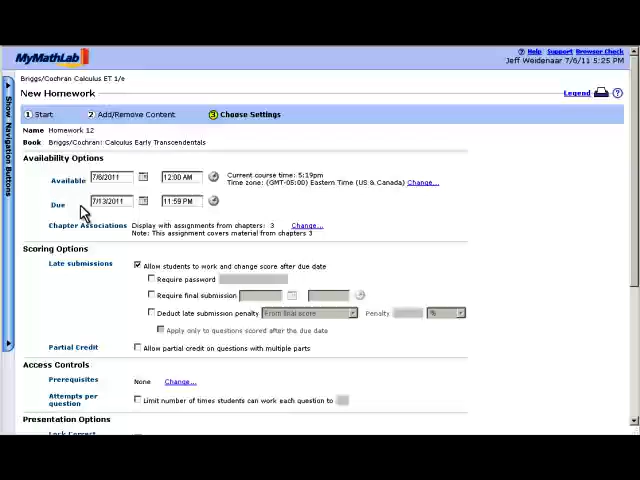 MyMathLab
Help Support Browser Check
Jeff Weidenaar 7/6/11 5:25 PM
Briggs/Cochran Calculus ET 1/e
New Homework
Legend
Show Navigation Buttons
1 Start 2 Add/Remove Content 3 Choose Settings
Name Homework 12
Book Briggs/Cochran: Calculus Early Transcendentals
Availability Options
Available 7/6/2011 12:00 AM Current course time: 5:19pm
Time zone: (GMT-05:00) Eastern Time (US & Canada) Change...
Due 7/13/2011 11:59 PM
Chapter Associations Display with assignments from chapters: 3 Change...
Note: This assignment covers material from chapters 3
Scoring Options
Late submissions Allow students to work and change score after due date
Require password
Require final submission
Deduct late submission penalty From final score Penalty %
Apply only to questions scored after the due date
Partial Credit Allow partial credit on questions with multiple parts
Access Controls
Prerequisites None Change...
Attempts per question Limit number of times students can work each question to
Presentation Options
Lock Correct